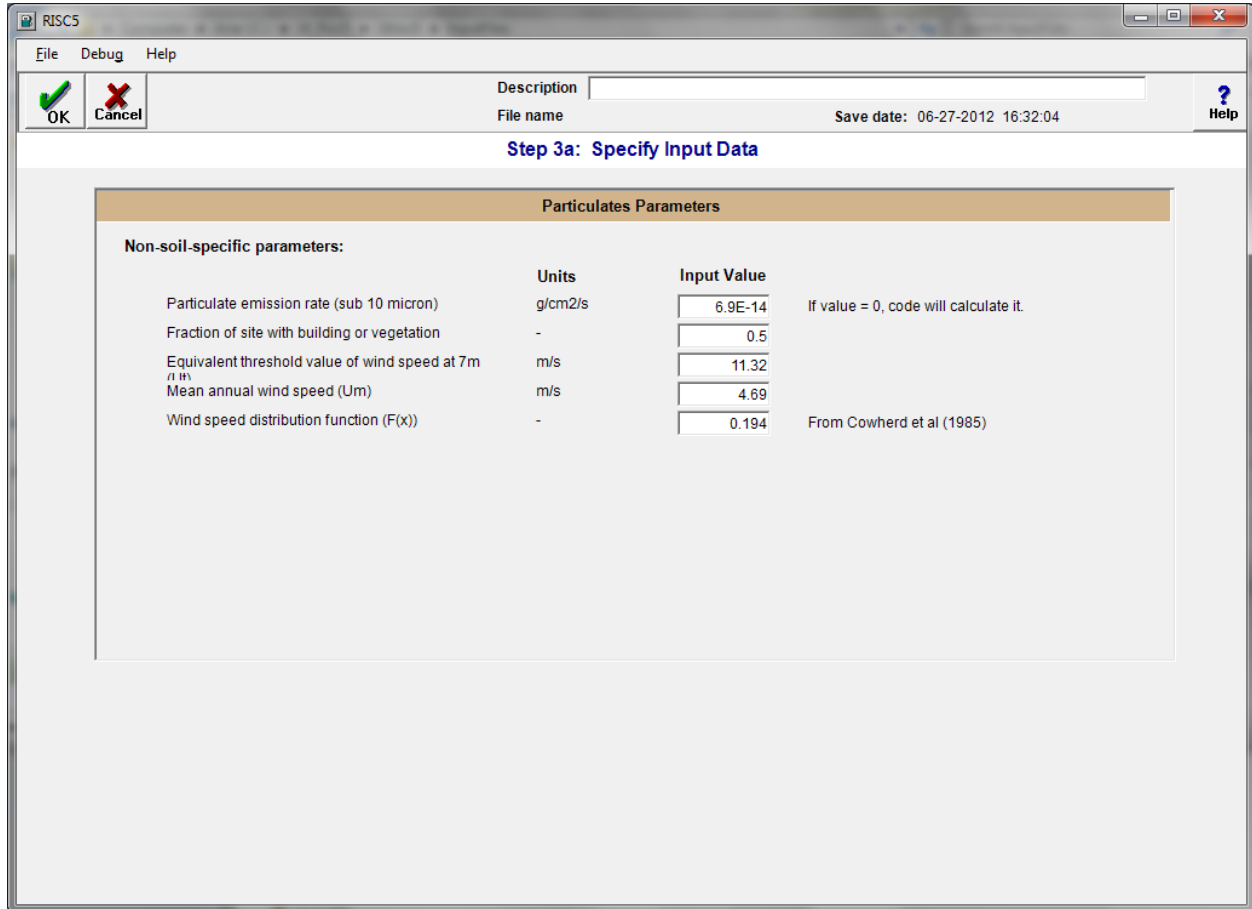 RISC5
File Debug Help
OK Cancel Description Help
File name Save date: 06-27-2012 16:32:04
Step 3a: Specify Input Data
Particulates Parameters
Non-soil-specific parameters:
Units Input Value
Particulate emission rate (sub 10 micron) g/cm2/s 6.9E-14 If value = 0, code will calculate it.
Fraction of site with building or vegetation - 0.5
Equivalent threshold value of wind speed at 7m m/s 11.32
Mean annual wind speed (Um) m/s 4.69
Wind speed distribution function (F(x)) - 0.194 From Cowherd et al (1985)